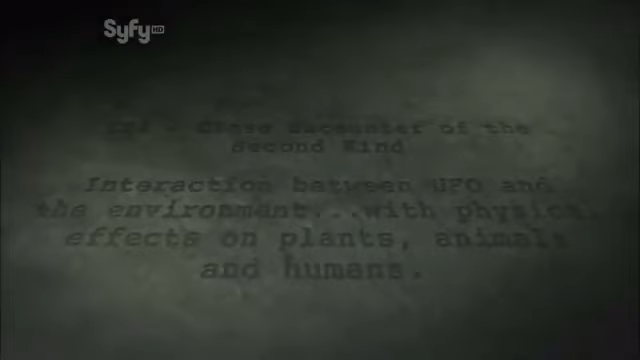 Syfy HD
CE2 - Close Encounter of the
Second Kind
Interaction between UFO and
the environment...with physical
effects on plants, animals
and humans.